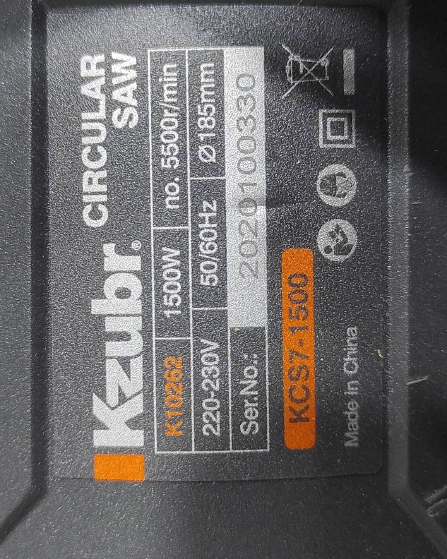 Kzubr. CIRCULAR
SAW
K10262 1500W no. 5500r/min
220-230V 50/60Hz Ø185mm
Ser.No.: 2020100330
KCS7-1500
Made in China